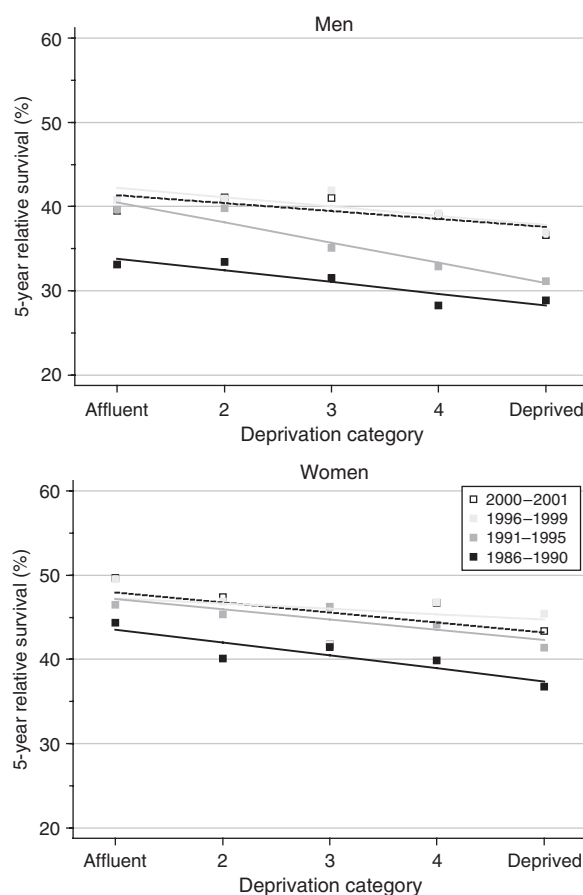 Men
60
50
40
30
20
5-year relative survival (%)
Affluent 2 3 4 Deprived
Deprivation category
Women
60
50
40
30
20
5-year relative survival (%)
2000–2001
1996–1999
1991–1995
1986–1990
Affluent 2 3 4 Deprived
Deprivation category